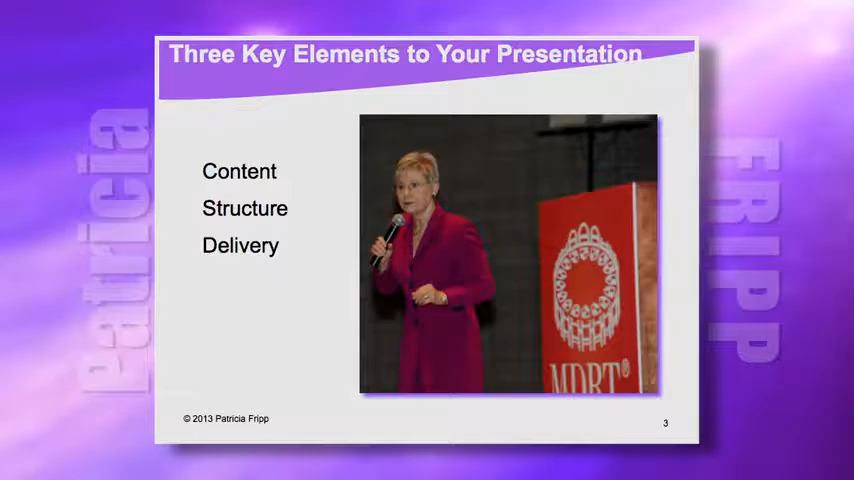 Three Key Elements to Your Presentation
Patricia
FRIPP
Content
Structure
Delivery
MDRT®
© 2013 Patricia Fripp
3